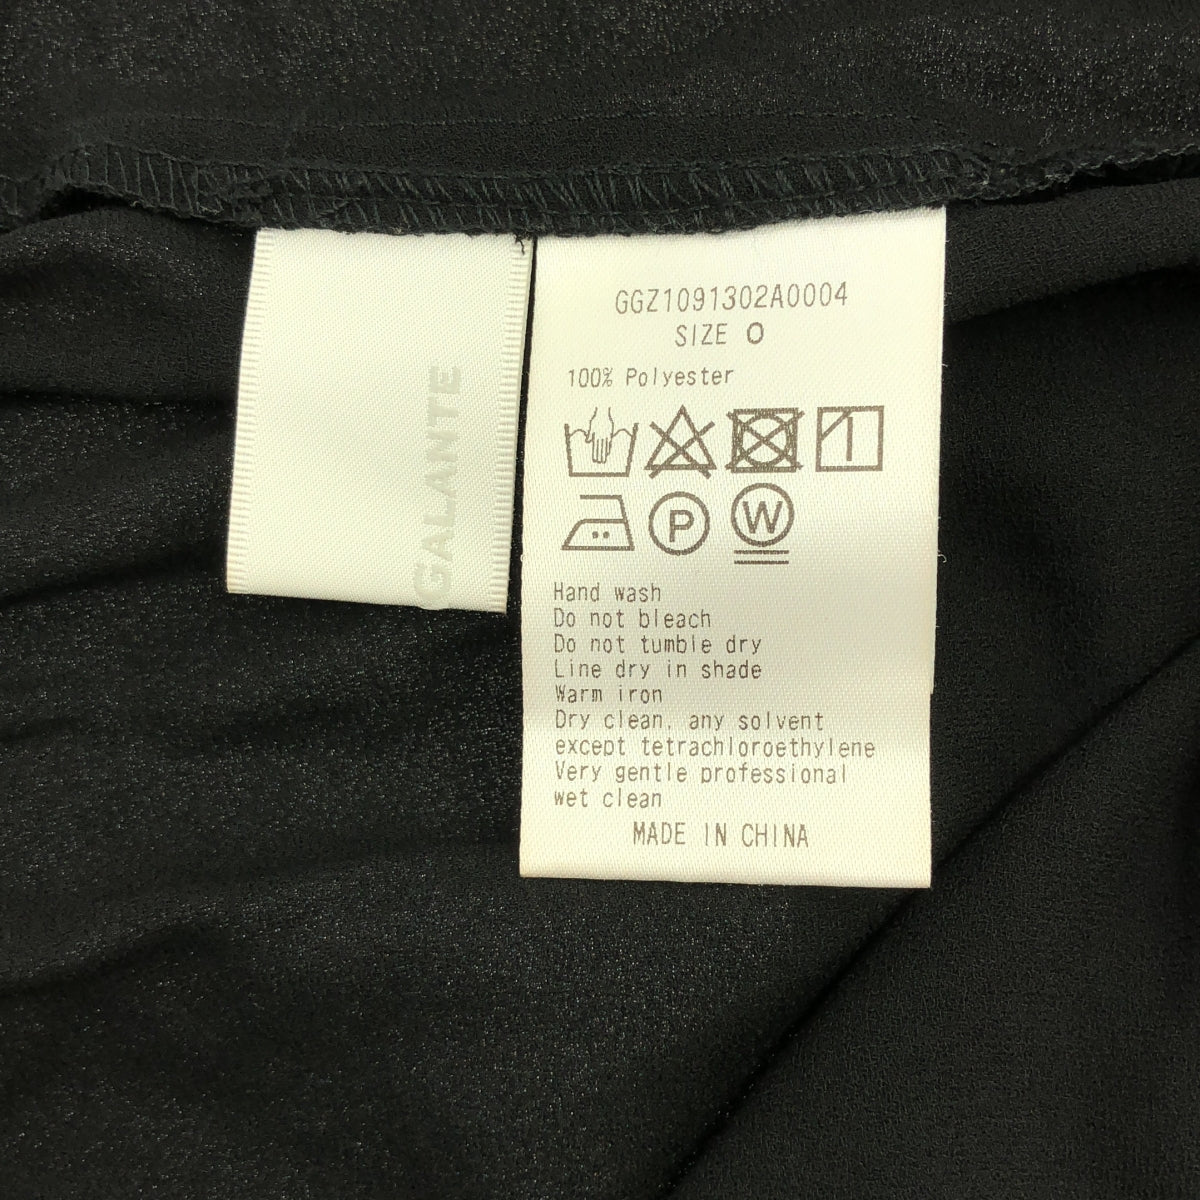 GALANTE
GGZ1091302A0004
SIZE 0
100% Polyester
P
W
Hand wash
Do not bleach
Do not tumble dry
Line dry in shade
Warm iron
Dry clean, any solvent
except tetrachloroethylene
Very gentle professional
wet clean
MADE IN CHINA